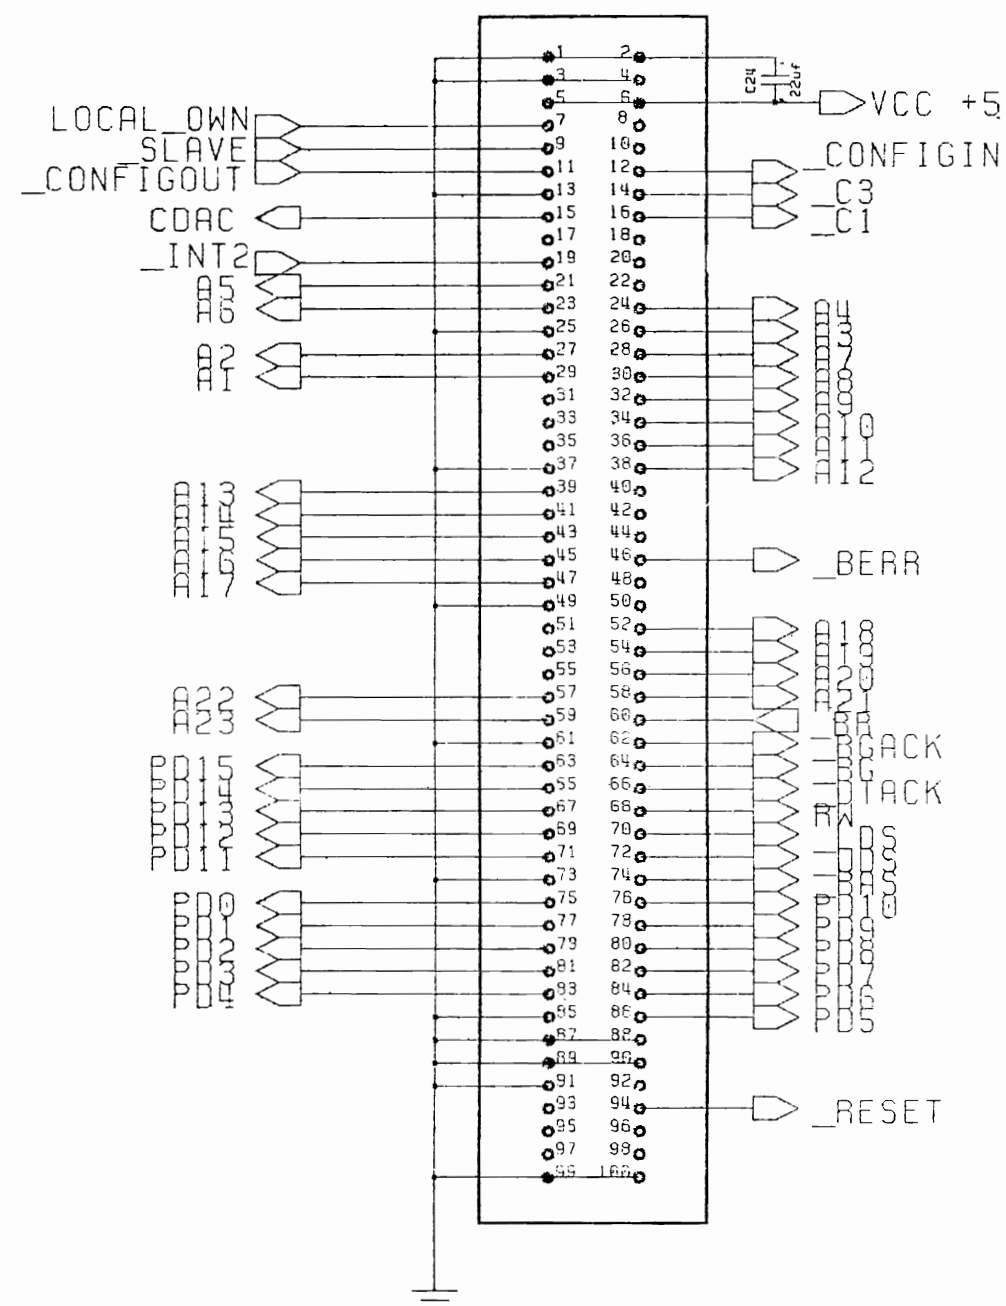 1 2
3 4
C24
22uf
5 6
VCC +5
LOCAL_OWN 7 8
_SLAVE 9 10
_CONFIGOUT 11 12 _CONFIGIN
13 14 _C3
CDAC 15 16 _C1
17 18
_INT2 19 20
A5 21 22
A6 23 24 A4
25 26 A3
A2 27 28 A7
A1 29 30 A8
31 32 A9
33 34 A10
35 36 A11
37 38 A12
A13 39 40
A14 41 42
A15 43 44
A16 45 46 _BERR
A17 47 48
49 50
51 52 A18
53 54 A19
55 56 A20
A22 57 58 A21
A23 59 60 _BR
61 62 _BGACK
PD15 63 64 _BG
PD14 65 66 _DTACK
PD13 67 68 RW
PD12 69 70 _LDS
PD11 71 72 _UDS
73 74 _BAS
PD0 75 76 PD10
PD1 77 78 PD9
PD2 79 80 PD8
PD3 81 82 PD7
PD4 83 84 PD6
85 86 PD5
87 88
89 90
91 92
93 94 _RESET
95 96
97 98
99 100